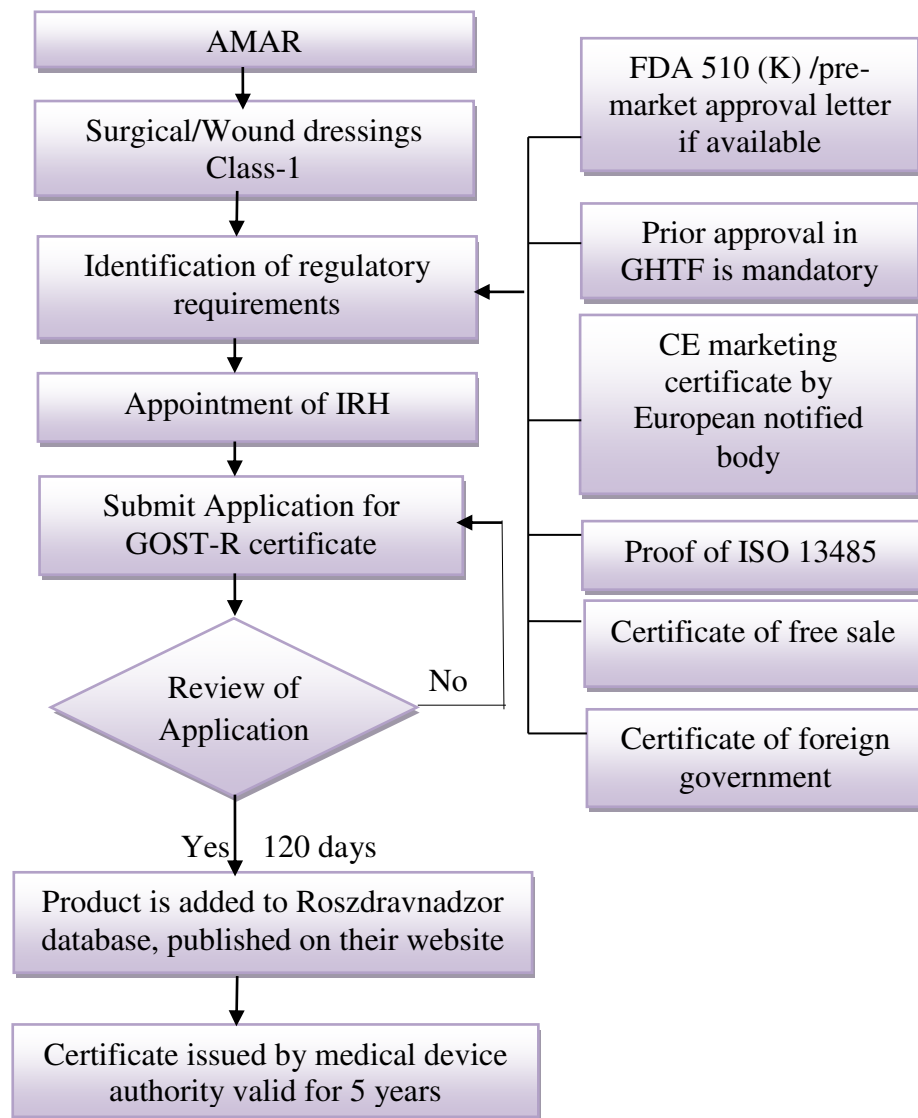 AMAR
Surgical/Wound dressings
Class-1
Identification of regulatory
requirements
Appointment of IRH
Submit Application for
GOST-R certificate
Review of
Application
No
Yes 120 days
Product is added to Roszdravnadzor
database, published on their website
Certificate issued by medical device
authority valid for 5 years
FDA 510 (K) /pre-
market approval letter
if available
Prior approval in
GHTF is mandatory
CE marketing
certificate by
European notified
body
Proof of ISO 13485
Certificate of free sale
Certificate of foreign
government